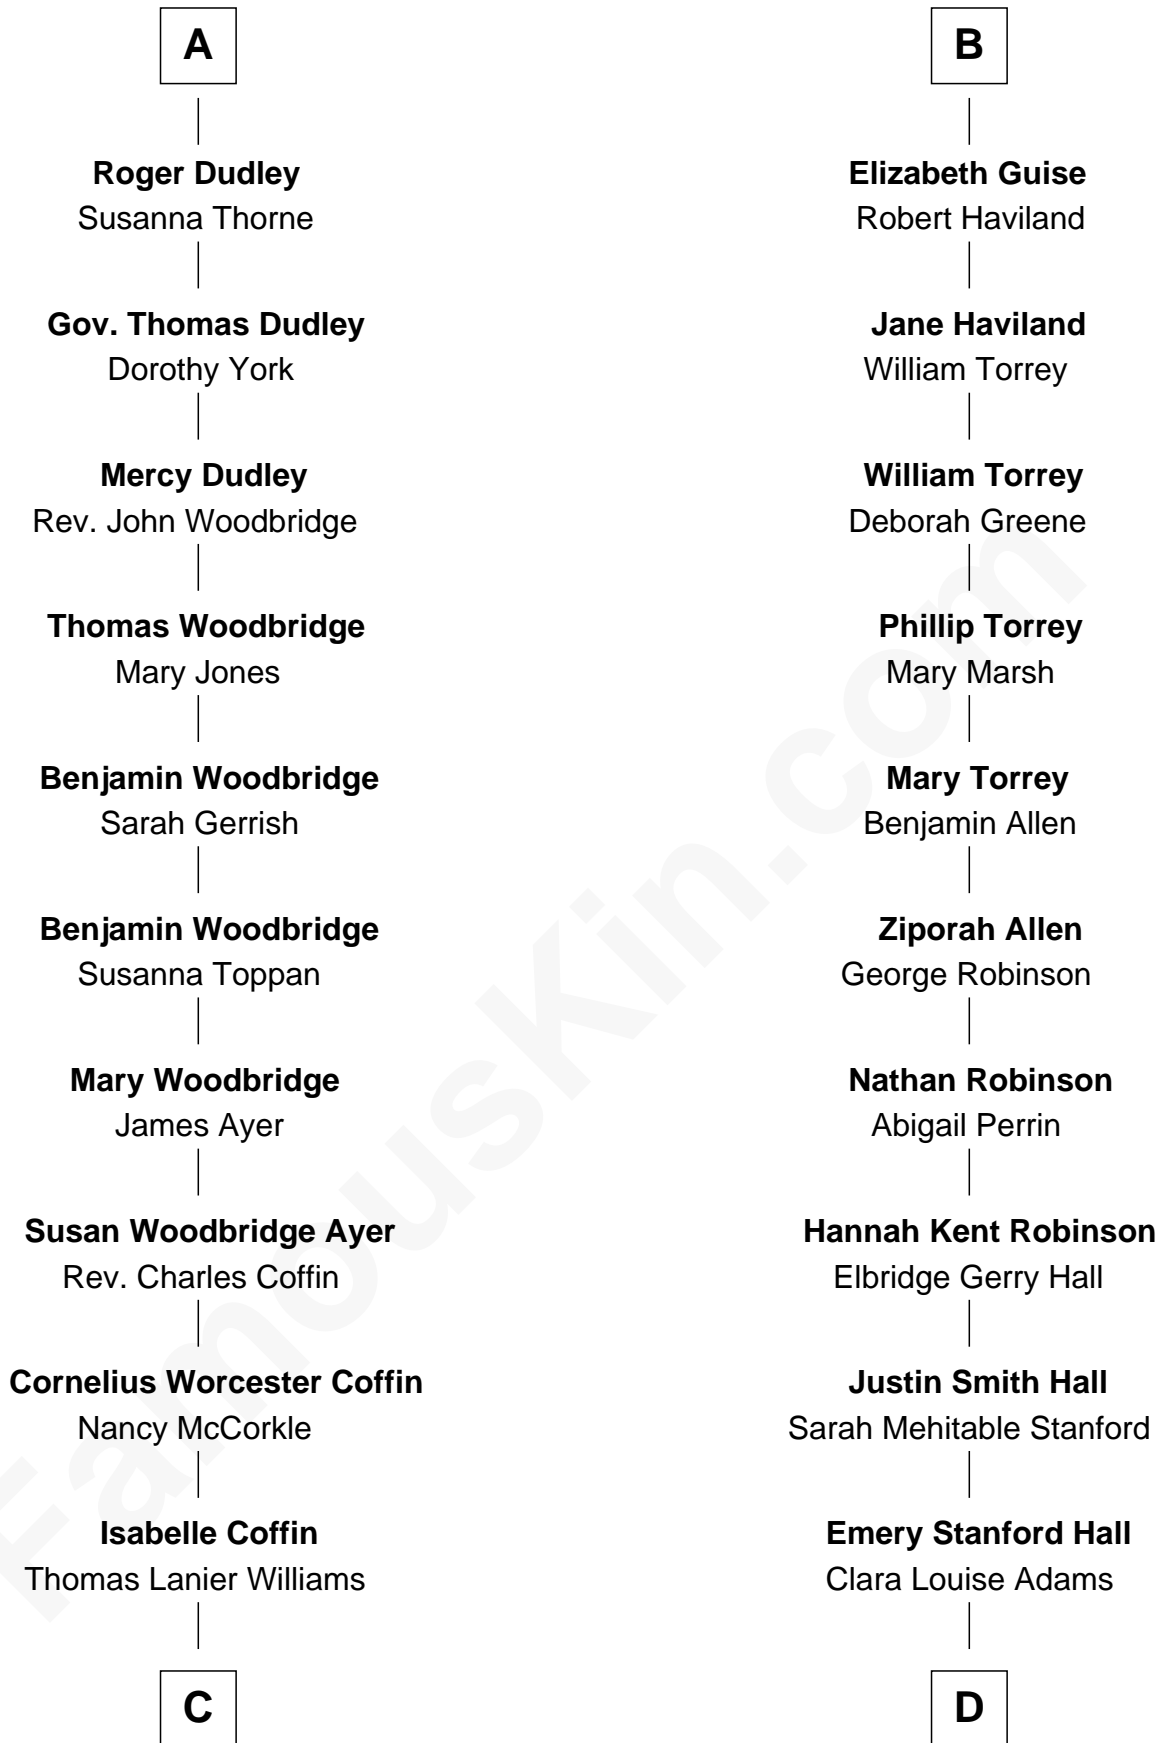 A
Roger Dudley
Susanna Thorne
Gov. Thomas Dudley
Dorothy York
Mercy Dudley
Rev. John Woodbridge
Thomas Woodbridge
Mary Jones
Benjamin Woodbridge
Sarah Gerrish
Benjamin Woodbridge
Susanna Toppan
Mary Woodbridge
James Ayer
Susan Woodbridge Ayer
Rev. Charles Coffin
Cornelius Worcester Coffin
Nancy McCorkle
Isabelle Coffin
Thomas Lanier Williams
C
B
Elizabeth Guise
Robert Haviland
Jane Haviland
William Torrey
William Torrey
Deborah Greene
Phillip Torrey
Mary Marsh
Mary Torrey
Benjamin Allen
Ziporah Allen
George Robinson
Nathan Robinson
Abigail Perrin
Hannah Kent Robinson
Elbridge Gerry Hall
Justin Smith Hall
Sarah Mehitable Stanford
Emery Stanford Hall
Clara Louise Adams
D
FamousKin.com